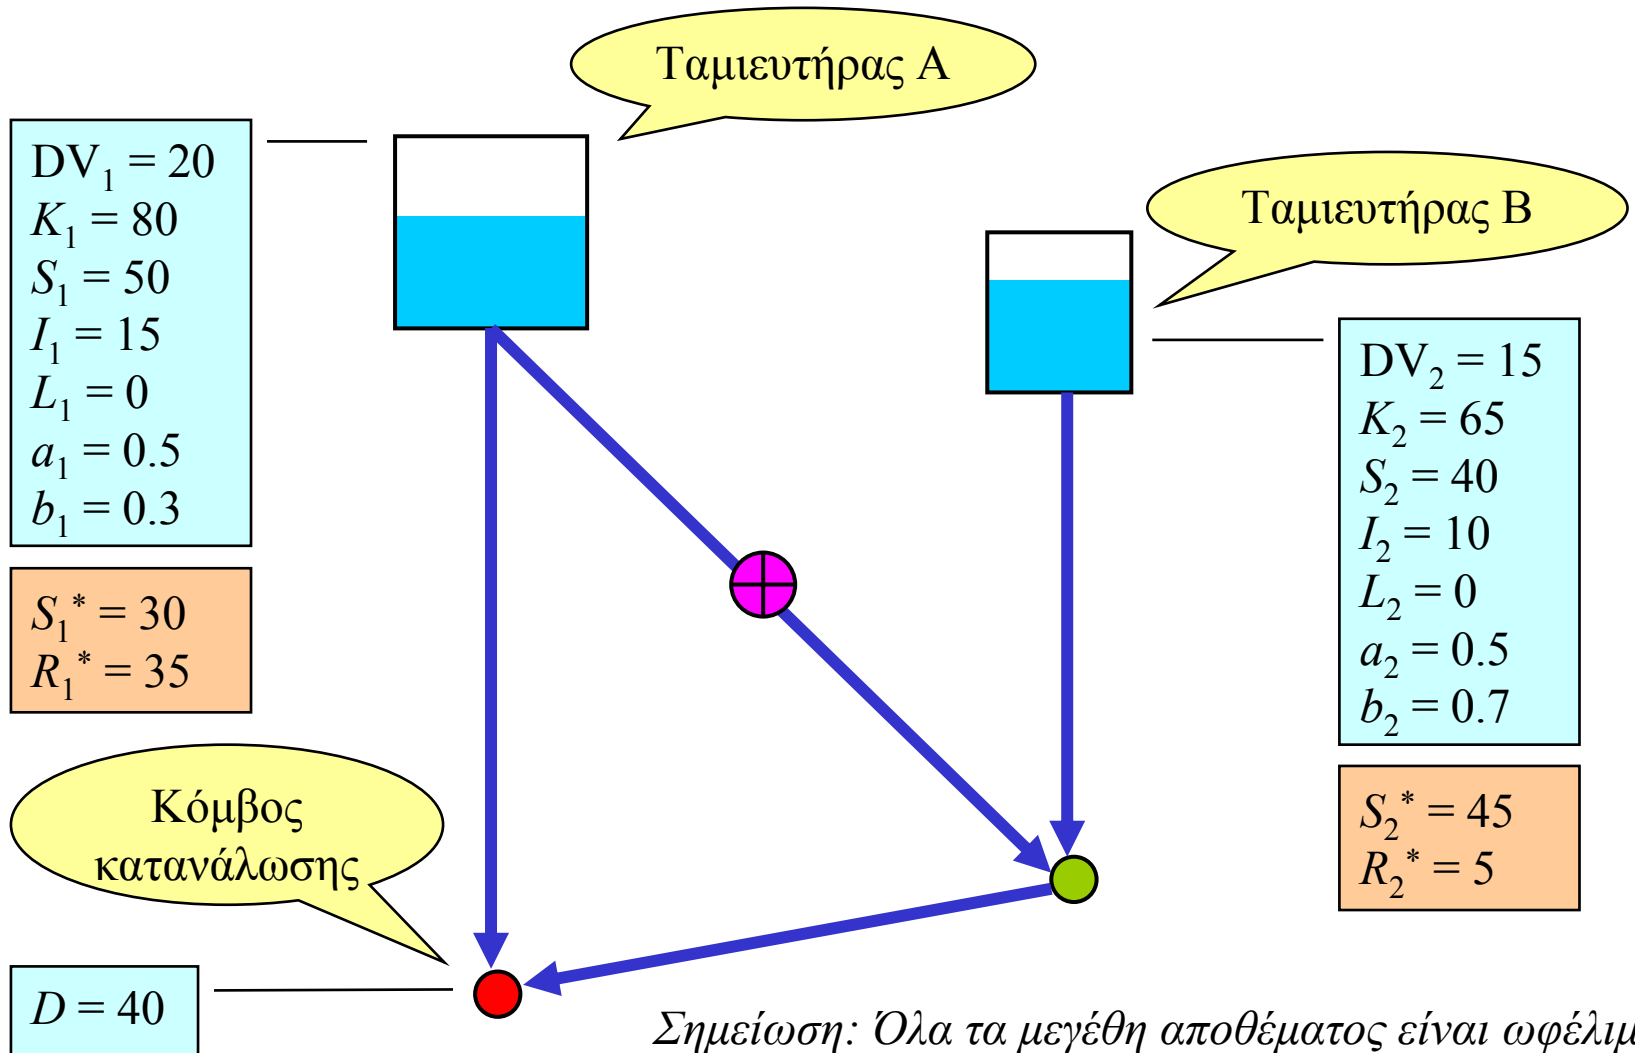 Ταμιευτήρας Α
DV1 = 20
K1 = 80
S1 = 50
I1 = 15
L1 = 0
a1 = 0.5
b1 = 0.3
S1* = 30
R1* = 35
Ταμιευτήρας Β
DV2 = 15
K2 = 65
S2 = 40
I2 = 10
L2 = 0
a2 = 0.5
b2 = 0.7
S2* = 45
R2* = 5
Κόμβος
κατανάλωσης
D = 40
Σημείωση: Όλα τα μεγέθη αποθέματος είναι